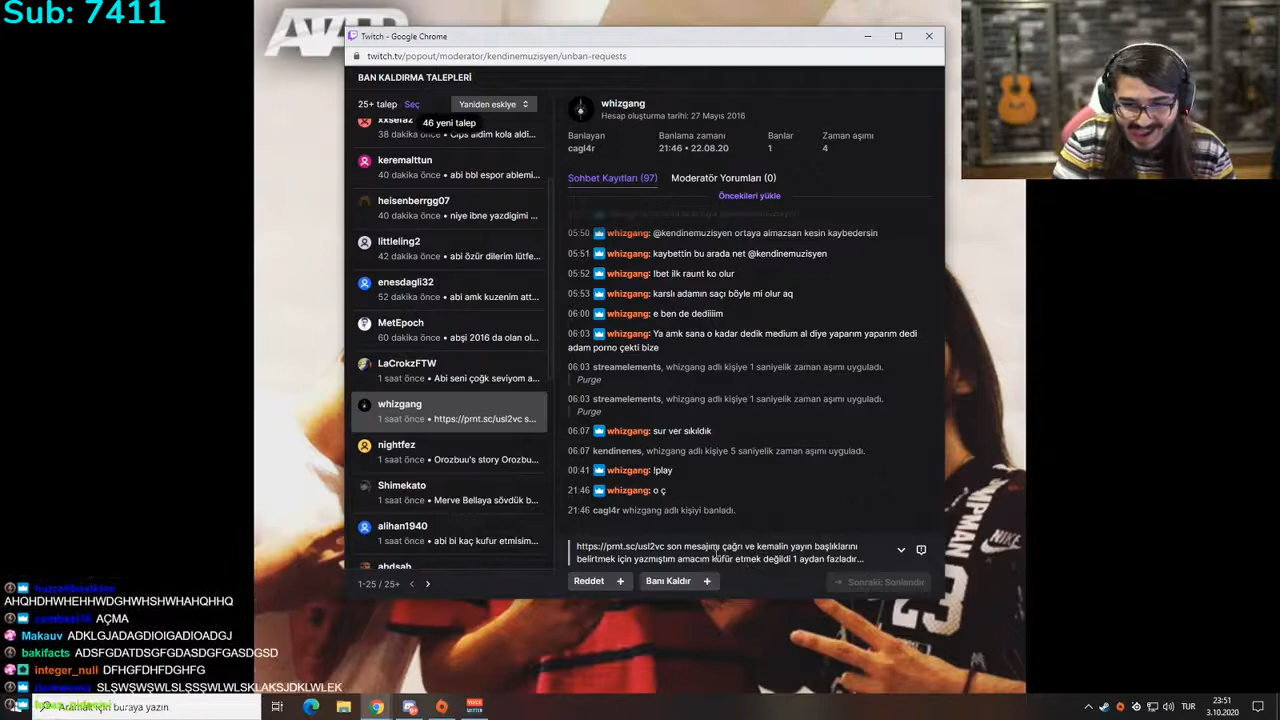 Sub: 7411
Twitch - Google Chrome
twitch.tv/popout/moderator/kendinemuzisyen/unban-requests
BAN KALDIRMA TALEPLERİ
25+ talep Seç Yaniden eskiye
46 yeni talep
38 dakika önce • Cips aldim kola aldi...
keremalttun
40 dakika önce • abi bbl espor ablemi...
heisenberrgg07
40 dakika önce • niye ibne yazdigimi ...
littleling2
42 dakika önce • abi özür dilerim lütfe...
enesdagli32
52 dakika önce • abi amk kuzenim att...
MetEpoch
60 dakika önce • abşi 2016 da olan ol...
LaCrokzFTW
1 saat önce • Abi seni çoğk seviyom a...
whizgang
1 saat önce • https://prnt.sc/usl2vc s...
nightfez
1 saat önce • Orozbuu's story Orozbu...
Shimekato
1 saat önce • Merve Bellaya sövdük b...
alihan1940
1 saat önce • abi bi kaç kufur etmisim...
1-25 / 25+
whizgang
Hesap oluşturma tarihi: 27 Mayıs 2016
Banlayan Banlama zamanı Banlar Zaman aşımı
cagl4r 21:46 • 22.08.20 1 4
Sohbet Kayıtları (97) Moderatör Yorumları (0)
Öncekileri yükle
05:50 whizgang: @kendinemuzisyen ortaya almazsan kesin kaybedersin
05:51 whizgang: kaybettin bu arada net @kendinemuzisyen
05:52 whizgang: !bet ilk raunt ko olur
05:53 whizgang: karslı adamın saçı böyle mi olur aq
06:00 whizgang: e ben de dediiiim
06:03 whizgang: Ya amk sana o kadar dedik medium al diye yaparım yaparım dedi
adam porno çekti bize
06:03 streamelements, whizgang adlı kişiye 1 saniyelik zaman aşımı uyguladı.
Purge
06:03 streamelements, whizgang adlı kişiye 1 saniyelik zaman aşımı uyguladı.
Purge
06:07 whizgang: sur ver sıkıldık
06:07 kendinenes, whizgang adlı kişiye 5 saniyelik zaman aşımı uyguladı.
00:41 whizgang: !play
21:46 whizgang: o ç
21:46 cagl4r whizgang adlı kişiyi banladı.
https://prnt.sc/usl2vc son mesajımı çağrı ve kemalin yayın başlıklarını
belirtmek için yazmıştım amacım küfür etmek değildi 1 aydan fazladır...
Reddet + Banı Kaldır + Sonraki: Sonlandır
AHQHDHWHEHHWDGHWHSHWHAHQHHQ
AÇMA
Makauv ADKLGJADAGDIOIGADIOADGJ
bakifacts ADSFGDATDSGFGDASDGFGASDGSD
integer_null DFHGFDHFDGHFG
SLŞWŞWŞWLSLŞSŞWLWLSKLAKSJDKLWLEK
Aramak için buraya yazın
VOICE
TUR
23:51
3.10.2020
NIPMAN